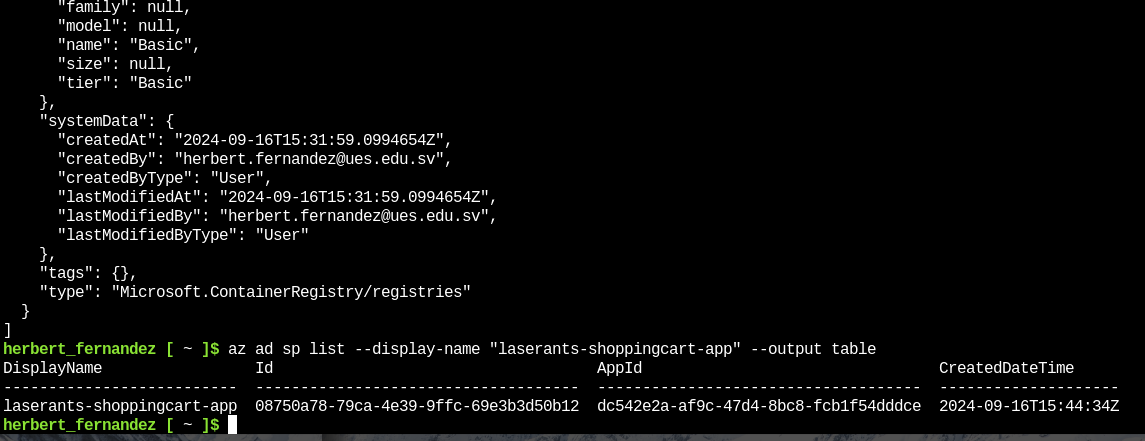 "family": null,
"model": null,
"name": "Basic",
"size": null,
"tier": "Basic"
},
"systemData": {
"createdAt": "2024-09-16T15:31:59.0994654Z",
"createdBy": "herbert.fernandez@ues.edu.sv",
"createdByType": "User",
"lastModifiedAt": "2024-09-16T15:31:59.0994654Z",
"lastModifiedBy": "herbert.fernandez@ues.edu.sv",
"lastModifiedByType": "User"
},
"tags": {},
"type": "Microsoft.ContainerRegistry/registries"
}
]
herbert_fernandez [ ~ ]$ az ad sp list --display-name "laserants-shoppingcart-app" --output table
DisplayName Id AppId CreatedDateTime
-------------------------- ------------------------------------ ------------------------------------ --------------------
laserants-shoppingcart-app 08750a78-79ca-4e39-9ffc-69e3b3d50b12 dc542e2a-af9c-47d4-8bc8-fcb1f54dddce 2024-09-16T15:44:34Z
herbert_fernandez [ ~ ]$